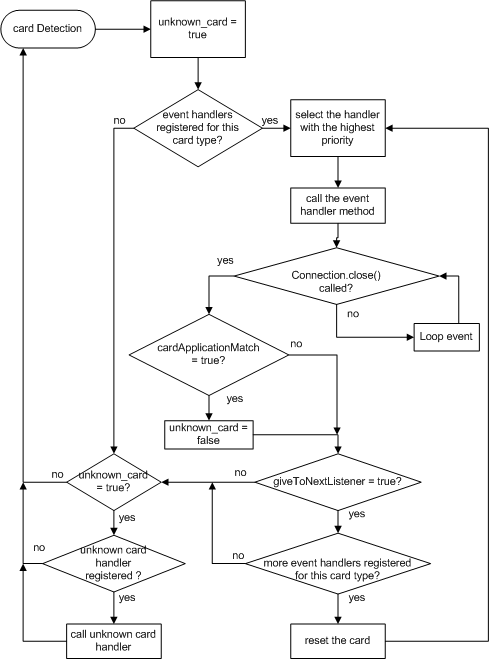 card Detection
unknown_card =
true
event handlers
registered for this
card type?
no
yes
select the handler
with the highest
priority
call the event
handler method
Connection.close()
called?
yes
no
Loop event
cardApplicationMatch
= true?
no
yes
unknown_card =
false
unknown_card
= true?
no
yes
giveToNextListener = true?
no
yes
unknown card
handler
registered ?
no
yes
more event handlers registered
for this card type?
no
yes
call unknown card
handler
reset the card